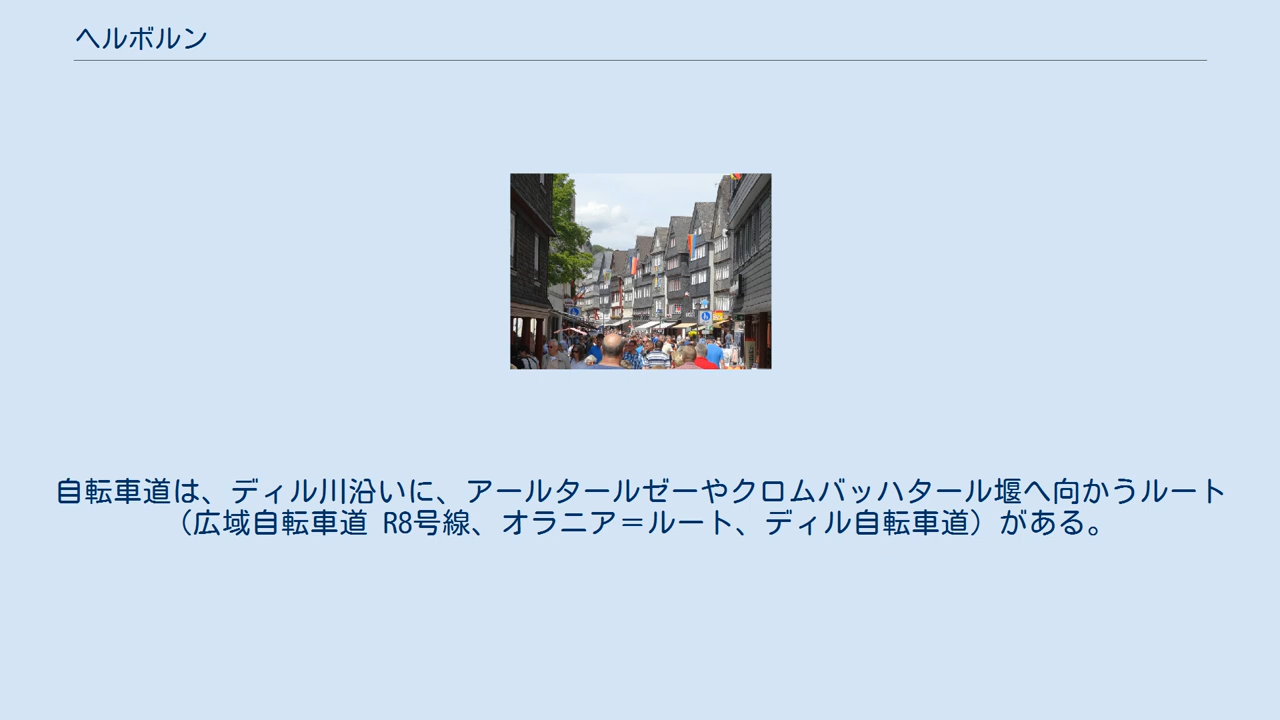 ヘルボルン
自転車道は、ディル川沿いに、アールタールゼーやクロムバッハタール堰へ向かうルート
（広域自転車道 R8号線、オラニア＝ルート、ディル自転車道）がある。